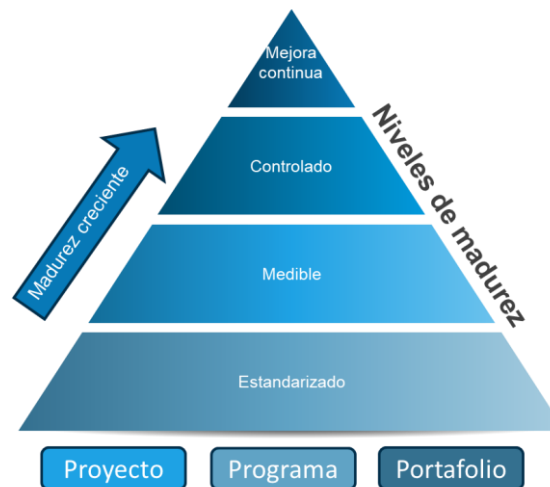 Mejora
continua
Controlado
Medible
Estandarizado
Madurez creciente
Niveles de madurez
Proyecto
Programa
Portafolio